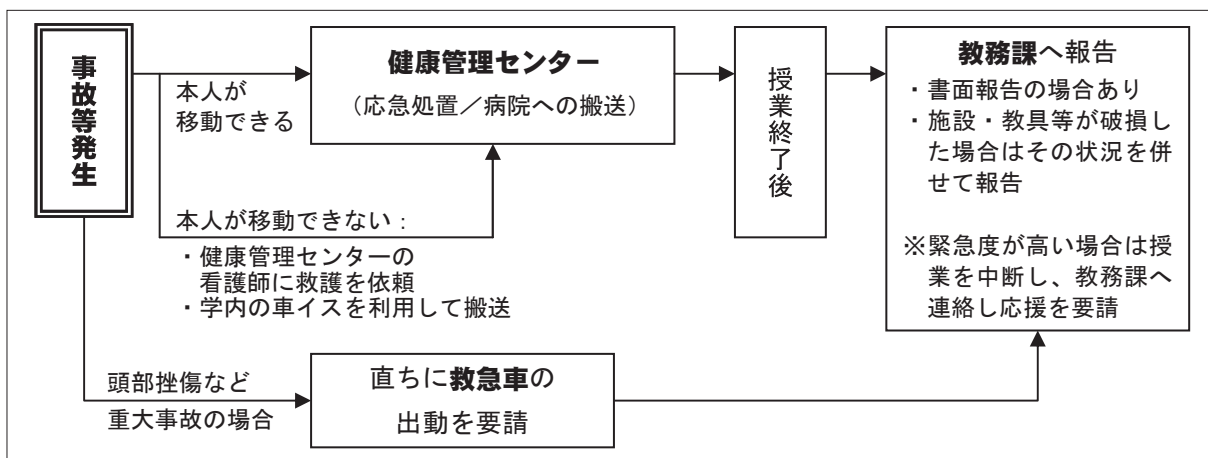 事故等発生
本人が
移動できる
健康管理センター
（応急処置／病院への搬送）
本人が移動できない：
・健康管理センターの
看護師に救護を依頼
・学内の車イスを利用して搬送
授業終了後
教務課へ報告
・書面報告の場合あり
・施設・教具等が破損し
た場合はその状況を併
せて報告
※緊急度が高い場合は授
業を中断し、教務課へ
連絡し応援を要請
頭部挫傷など
重大事故の場合
直ちに救急車の
出動を要請